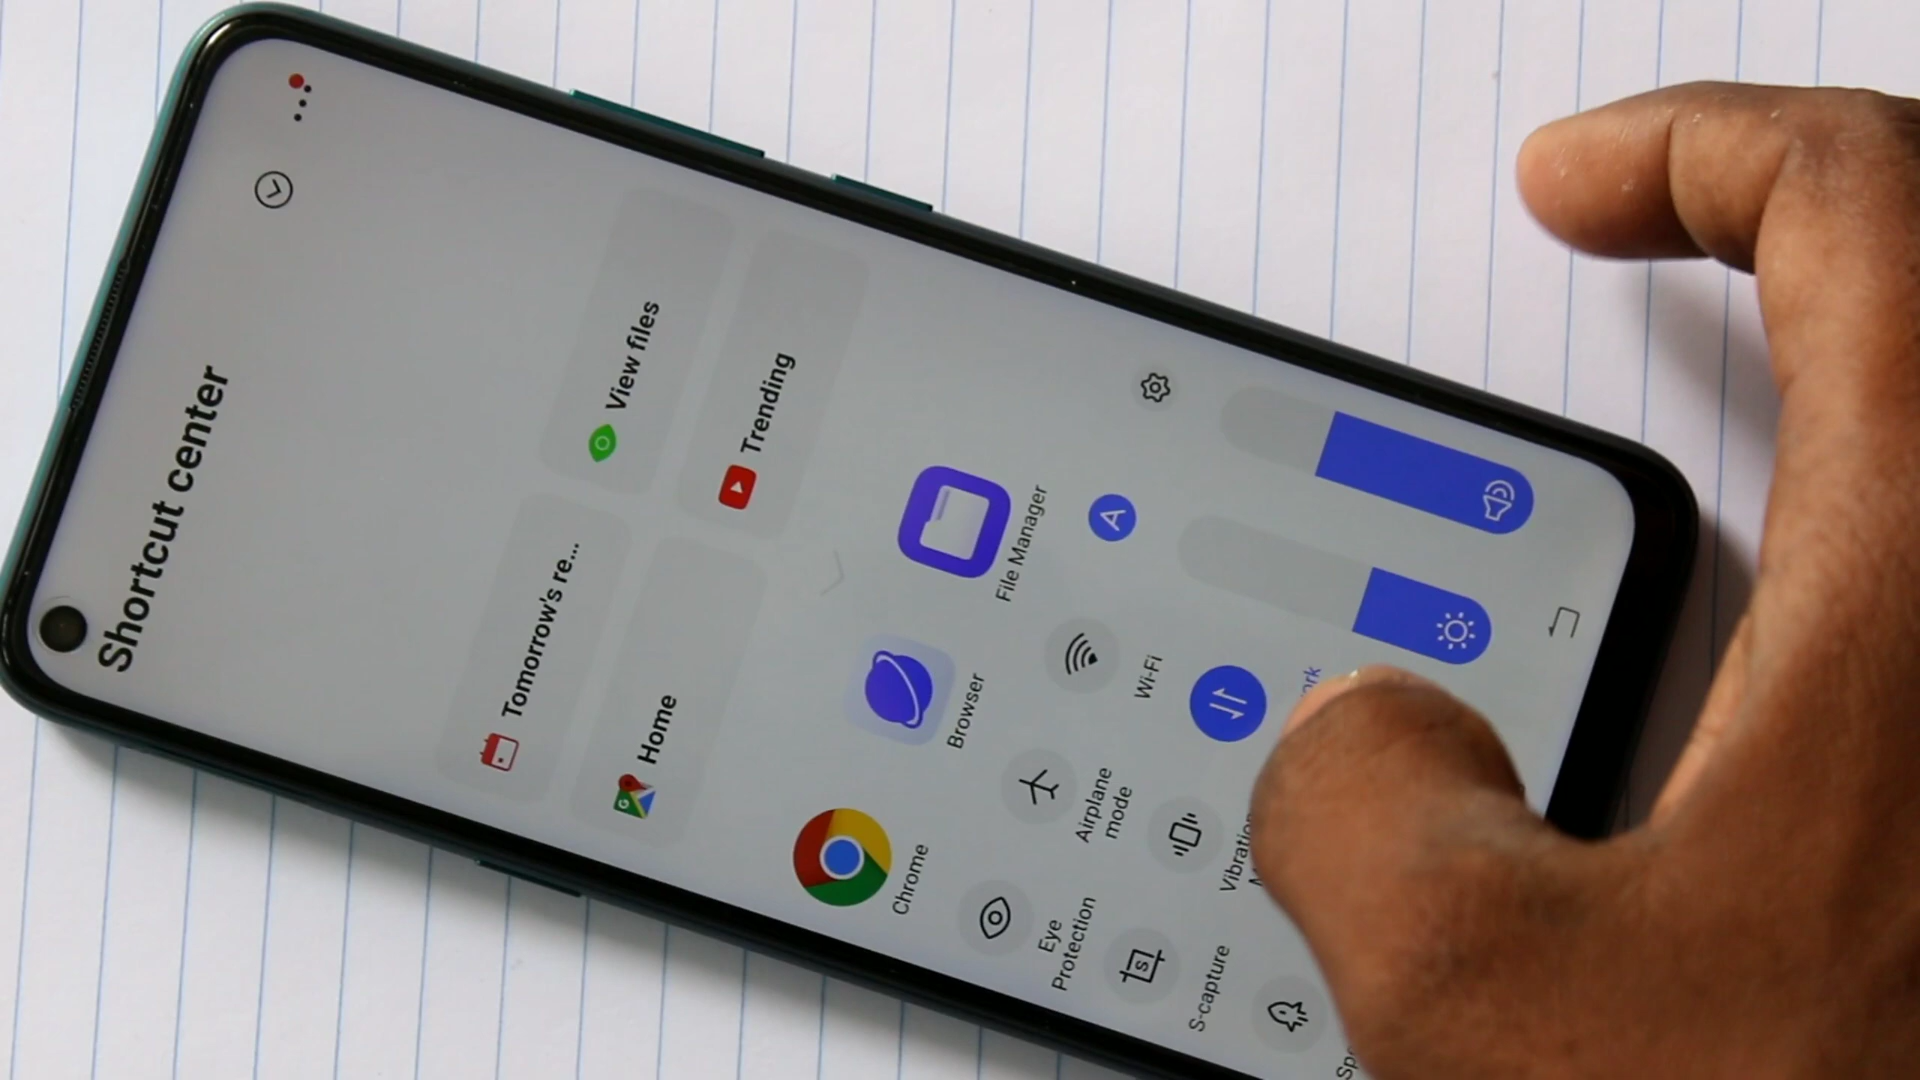 Shortcut center
Tomorrow's re...
View files
Home
Trending
Chrome
Browser
File Manager
A
Eye
Protection
Airplane
mode
Wi-Fi
S
S-capture
Vibration